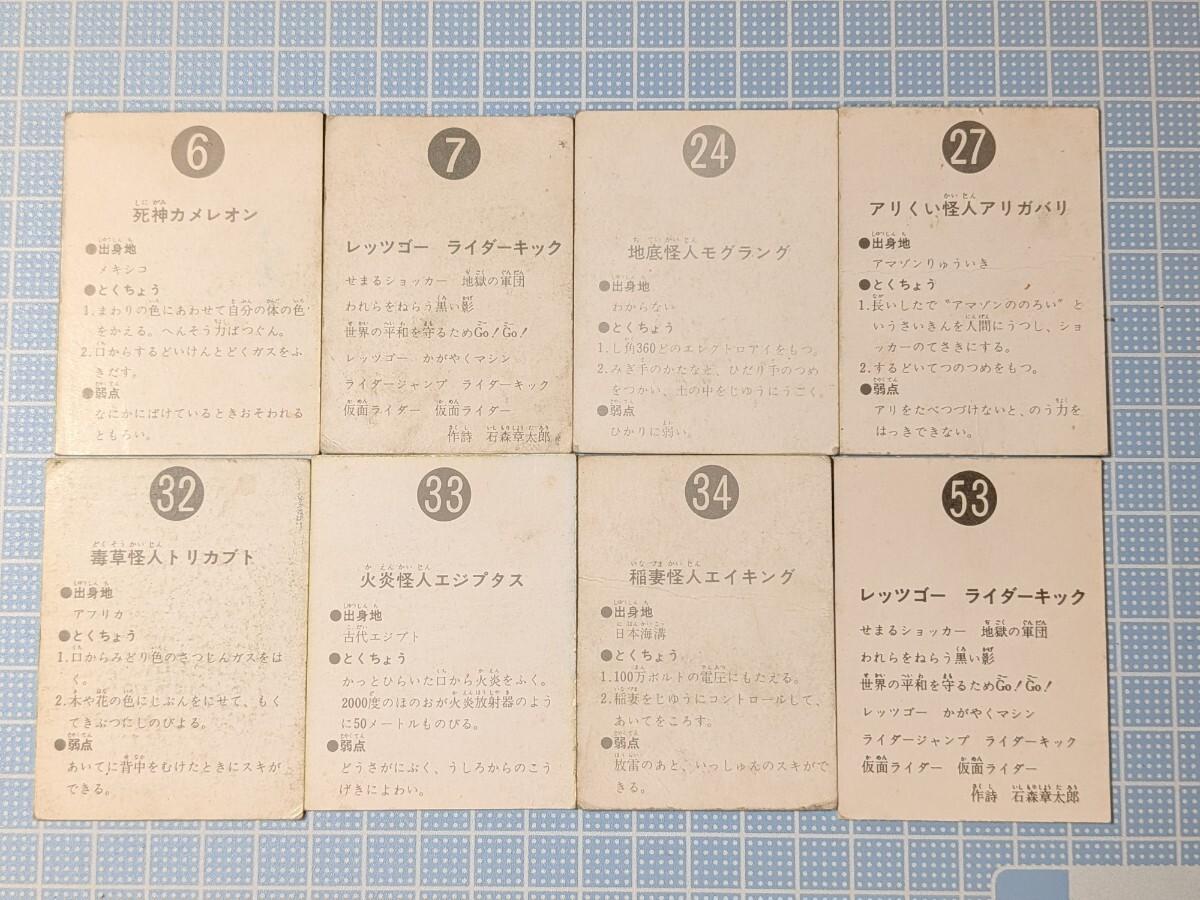 6
死神カメレオン
●出身地
メキシコ
●とくちょう
1.まわりの色にあわせて自分の体の色
をかえる。へんそう力ばつぐん。
2.口からするどいけんとどくガスをふ
きだす。
●弱点
なにかにばけているときおそわれる
ともろい。
7
レッツゴー ライダーキック
せまるショッカー 地獄の軍団
われらをねらう黒い影
世界の平和を守るためGo!Go!
レッツゴー かがやくマシン
ライダージャンプ ライダーキック
仮面ライダー 仮面ライダー
作詩 石森章太郎
24
地底怪人モグラング
●出身地
わからない
●とくちょう
1.し角360どのエレクトロアイをもつ。
2.みぎ手のかたなと、ひだり手のつめ
をつかい、土の中をじゆうにうごく。
●弱点
ひかりに弱い。
27
アリくい怪人アリガバリ
●出身地
アマゾンりゅういき
●とくちょう
1.長いしたで“アマゾンののろい”と
いうさいきんを人間にうつし、ショ
ッカーのてさきにする。
2.するどいてつのつめをもつ。
●弱点
アリをたべつづけないと、のう力を
はっきできない。
32
毒草怪人トリカブト
●出身地
アフリカ
●とくちょう
1.口からみどり色のさつじんガスをは
く。
2.木や花の色にじぶんをにせて、もく
てきぶつにしのびよる。
●弱点
あいてに背中をむけたときにスキが
できる。
33
火炎怪人エジプタス
●出身地
古代エジプト
●とくちょう
かっとひらいた口から火炎をふく。
2000度のほのおが火炎放射器のよう
に50メートルものびる。
●弱点
どうさがにぶく、うしろからのこう
げきによわい。
34
稲妻怪人エイキング
●出身地
日本海溝
●とくちょう
1.100万ボルトの電圧にもたえる。
2.稲妻をじゆうにコントロールして、
あいてをころす。
●弱点
放雷のあと、いっしゅんのスキがで
きる。
53
レッツゴー ライダーキック
せまるショッカー 地獄の軍団
われらをねらう黒い影
世界の平和を守るためGo!Go!
レッツゴー かがやくマシン
ライダージャンプ ライダーキック
仮面ライダー 仮面ライダー
作詩 石森章太郎